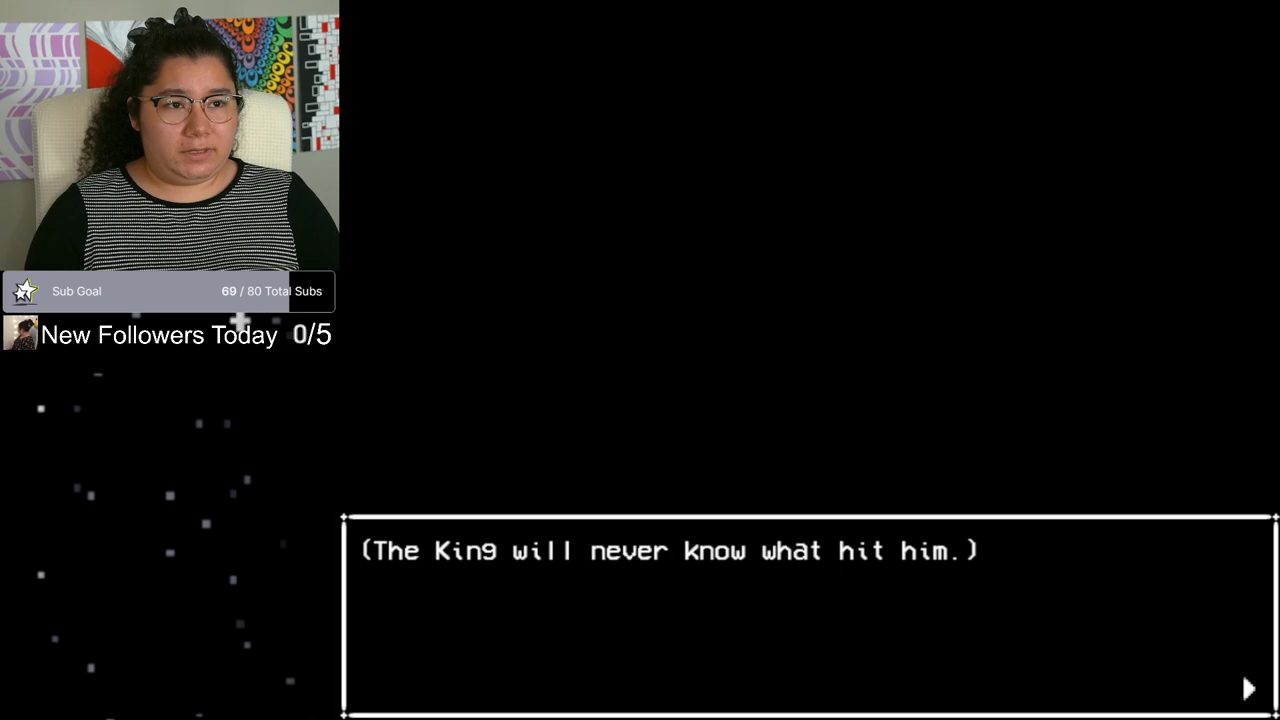 Sub Goal 69 / 80 Total Subs
New Followers Today 0/5
(The King will never know what hit him.)